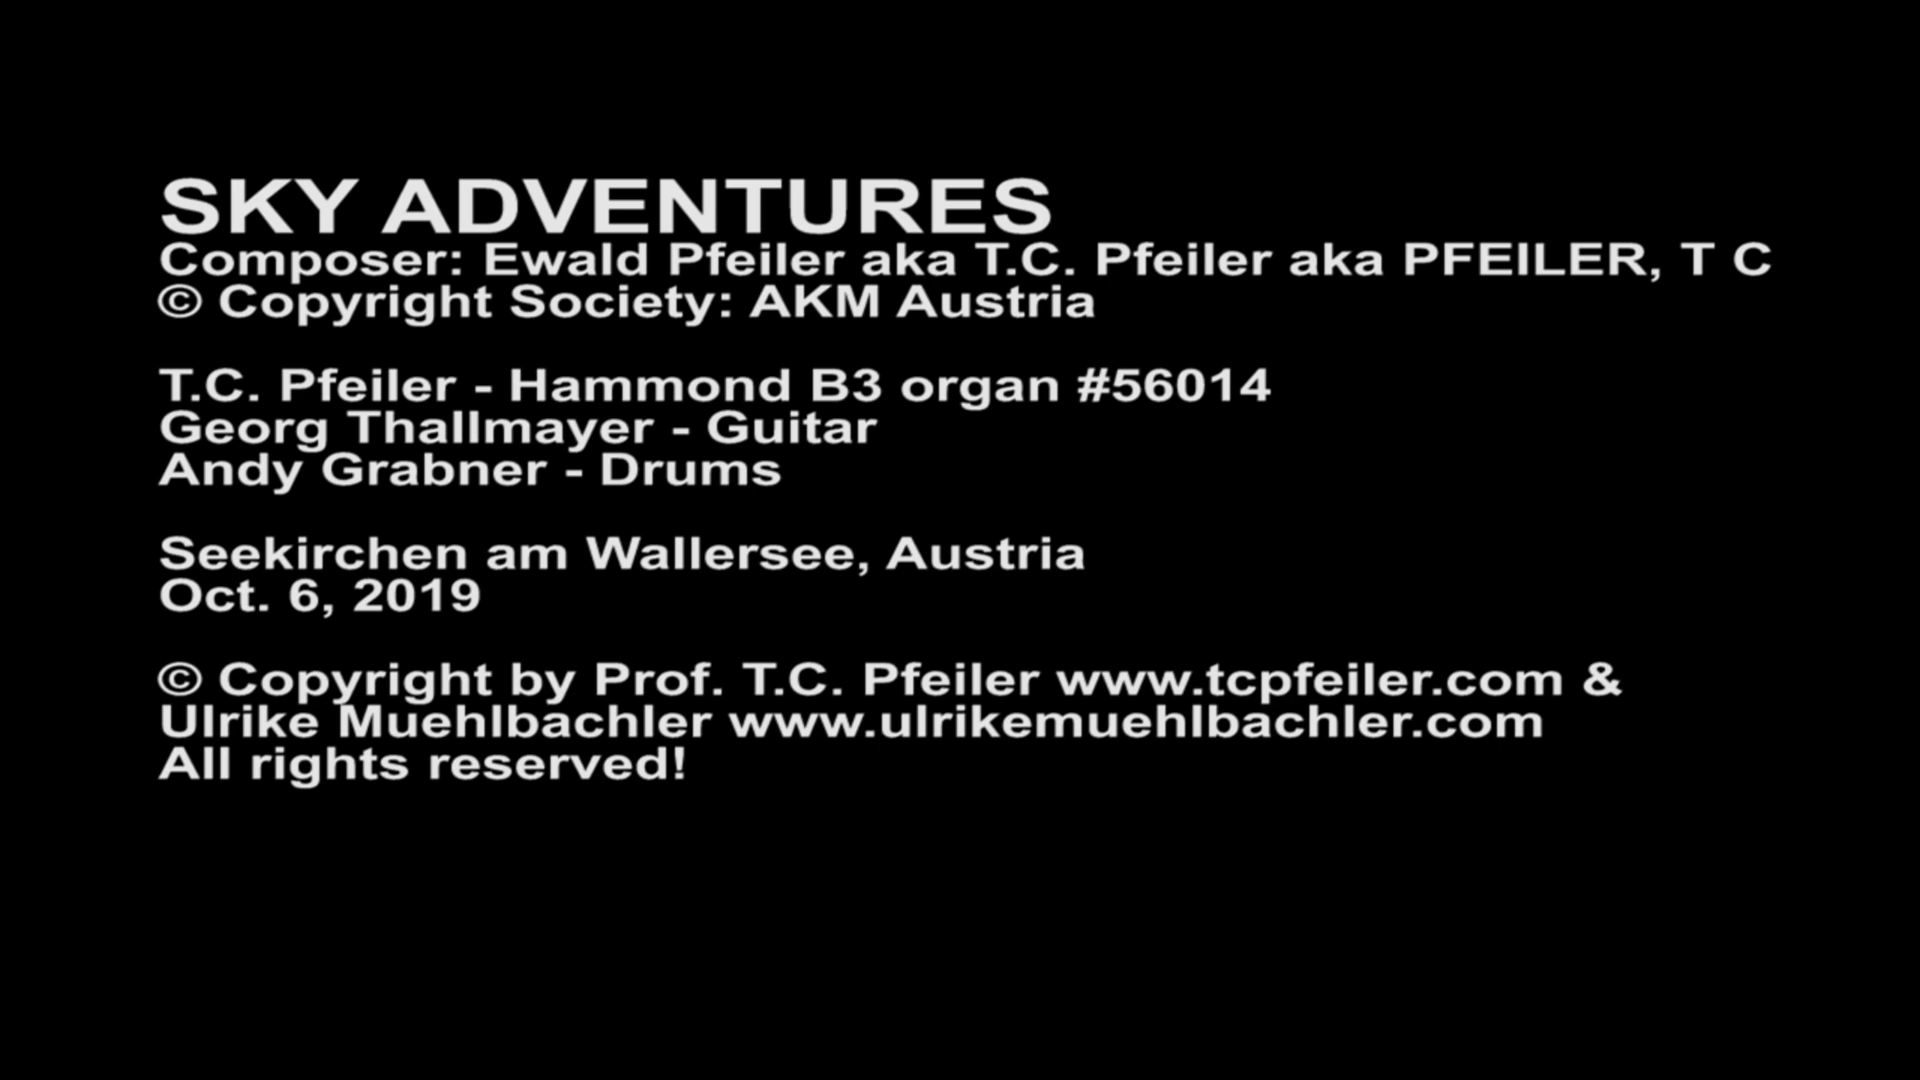 SKY ADVENTURES
Composer: Ewald Pfeiler aka T.C. Pfeiler aka PFEILER, T C
© Copyright Society: AKM Austria
T.C. Pfeiler - Hammond B3 organ #56014
Georg Thallmayer - Guitar
Andy Grabner - Drums
Seekirchen am Wallersee, Austria
Oct. 6, 2019
© Copyright by Prof. T.C. Pfeiler www.tcpfeiler.com &
Ulrike Muehlbachler www.ulrikemuehlbachler.com
All rights reserved!